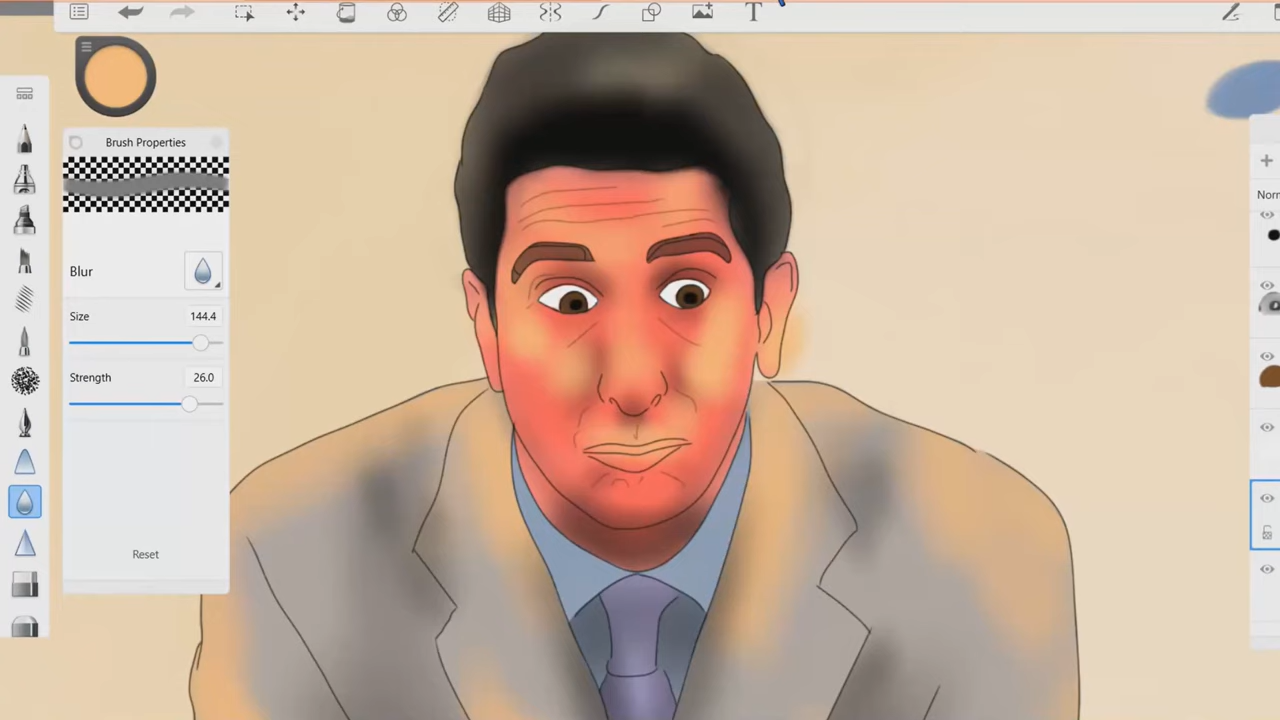 T
Brush Properties
Norm
Blur
Size 144.4
Strength 26.0
Reset